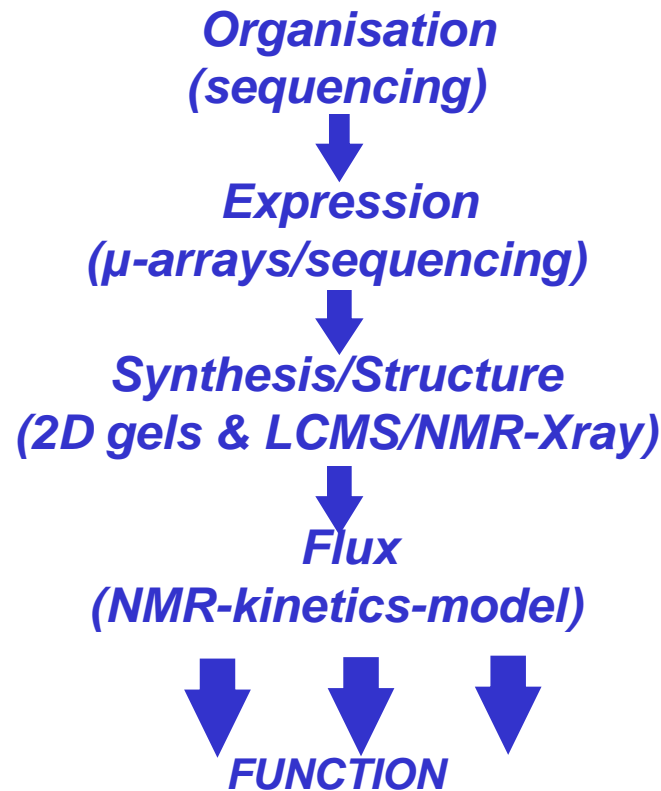 Organisation
(sequencing)
Expression
(µ-arrays/sequencing)
Synthesis/Structure
(2D gels & LCMS/NMR-Xray)
Flux
(NMR-kinetics-model)
FUNCTION